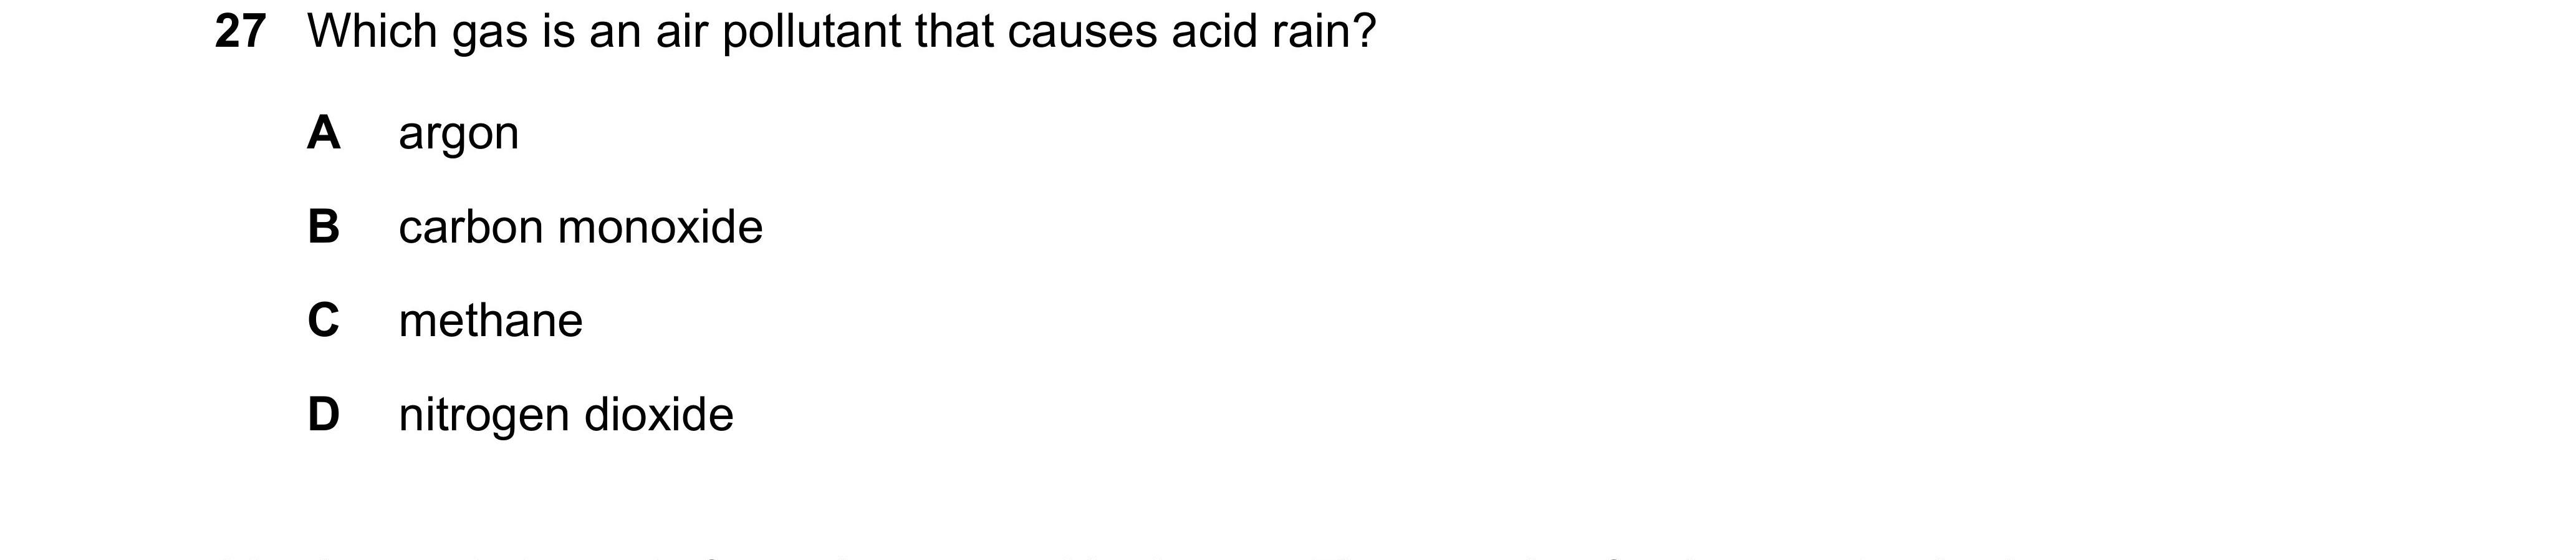 27 Which gas is an air pollutant that causes acid rain?
A argon
B carbon monoxide
C methane
D nitrogen dioxide